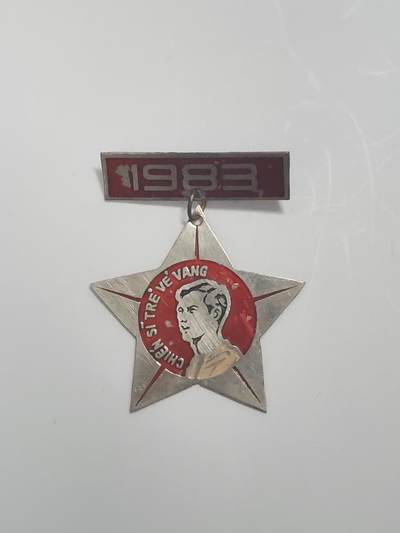 1983
CHIẾN SĨ TRẺ VẺ VANG